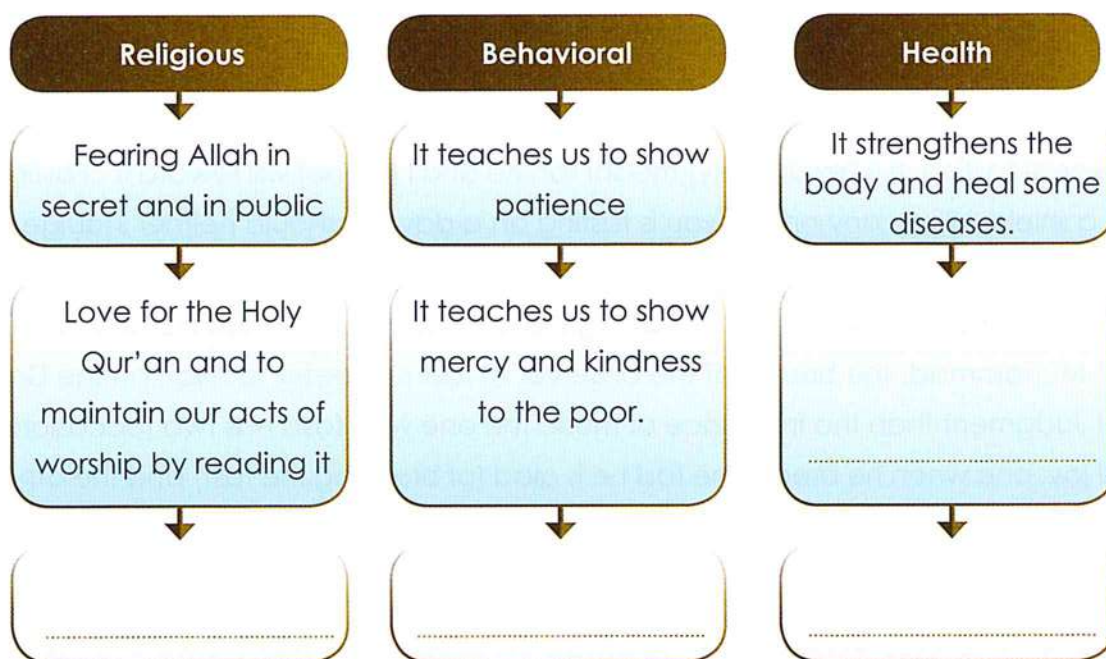 Religious
Fearing Allah in
secret and in public
Love for the Holy
Qur'an and to
maintain our acts of
worship by reading it
Behavioral
It teaches us to show
patience
It teaches us to show
mercy and kindness
to the poor.
Health
It strengthens the
body and heal some
diseases.